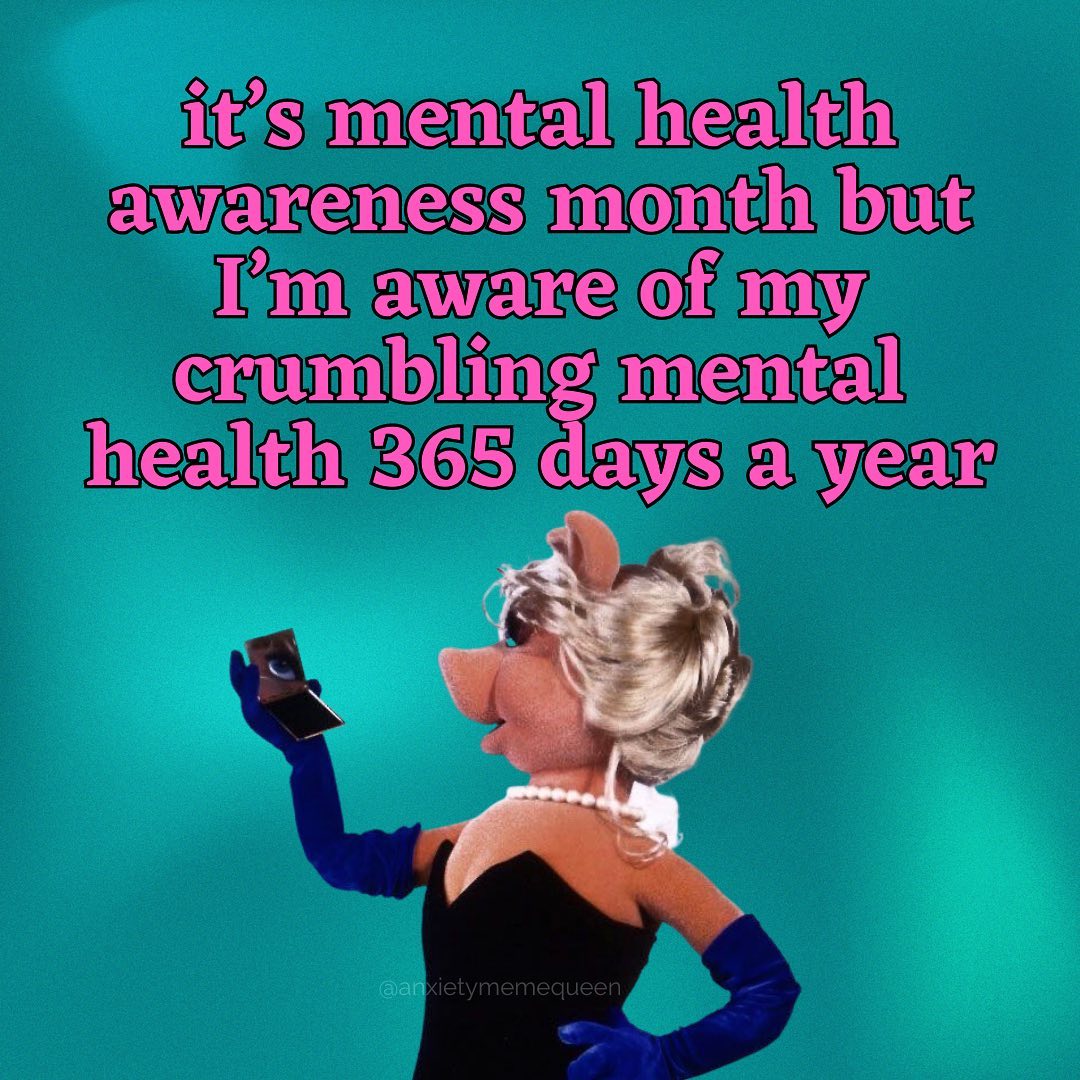 it’s mental health
awareness month but
I’m aware of my
crumbling mental
health 365 days a year
@anxietymemequeen